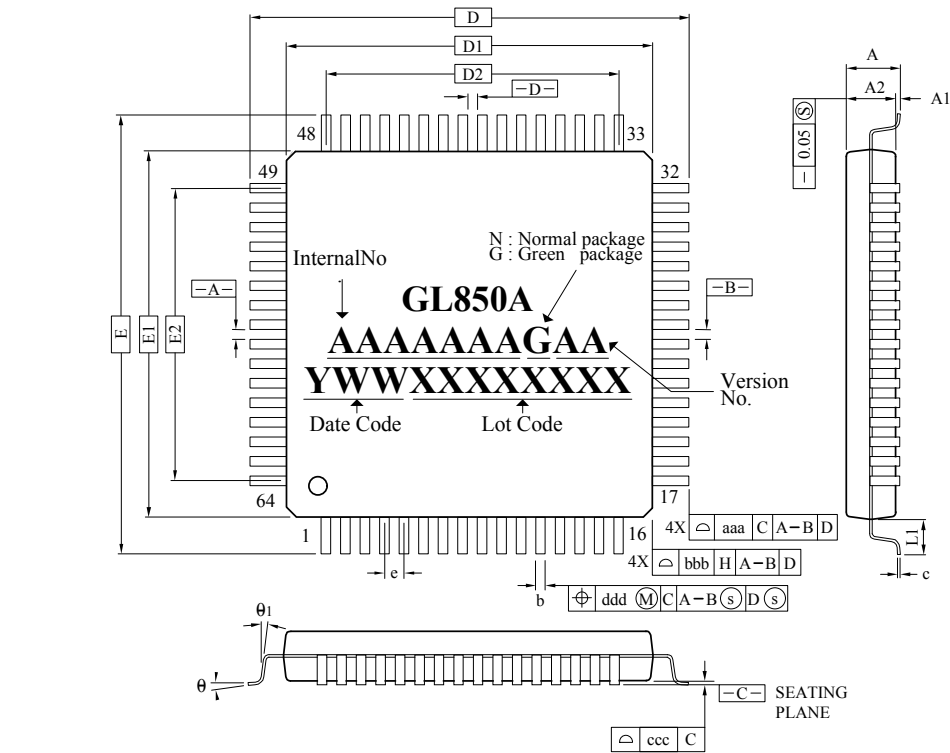 D
D1
D2
−D−
A
A2
A1
− 0.05 Ⓢ
48
33
49
32
InternalNo
N : Normal package
G : Green package
GL850A
−A−
−B−
E
E1
E2
AAAAAAAGAA
YWWXXXXXXXX
Version
No.
Date Code
Lot Code
64
17
1
16
4X ⌓ aaa C A−B D
4X ⌓ bbb H A−B D
L1
e
b
c
⌖ ddd Ⓜ C A−B ⓢ D ⓢ
θ1
θ
−C− SEATING
PLANE
⌓ ccc C